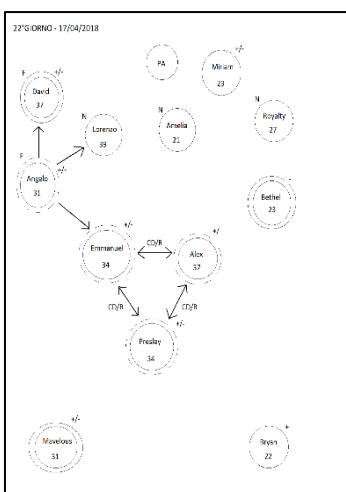 22°GIORNO - 17/04/2018
PA
+/-
Miriam
23
F
+/-
David
37
N
Lorenzo
39
N
Amelia
21
N
Royalty
27
F
+/-
Angelo
31
Bethel
23
+/-
Emmanuel
34
CD/R
+/
Alex
37
CD/R
CD/R
+/-
Presley
34
+/-
Mavelous
31
+
Bryan
22